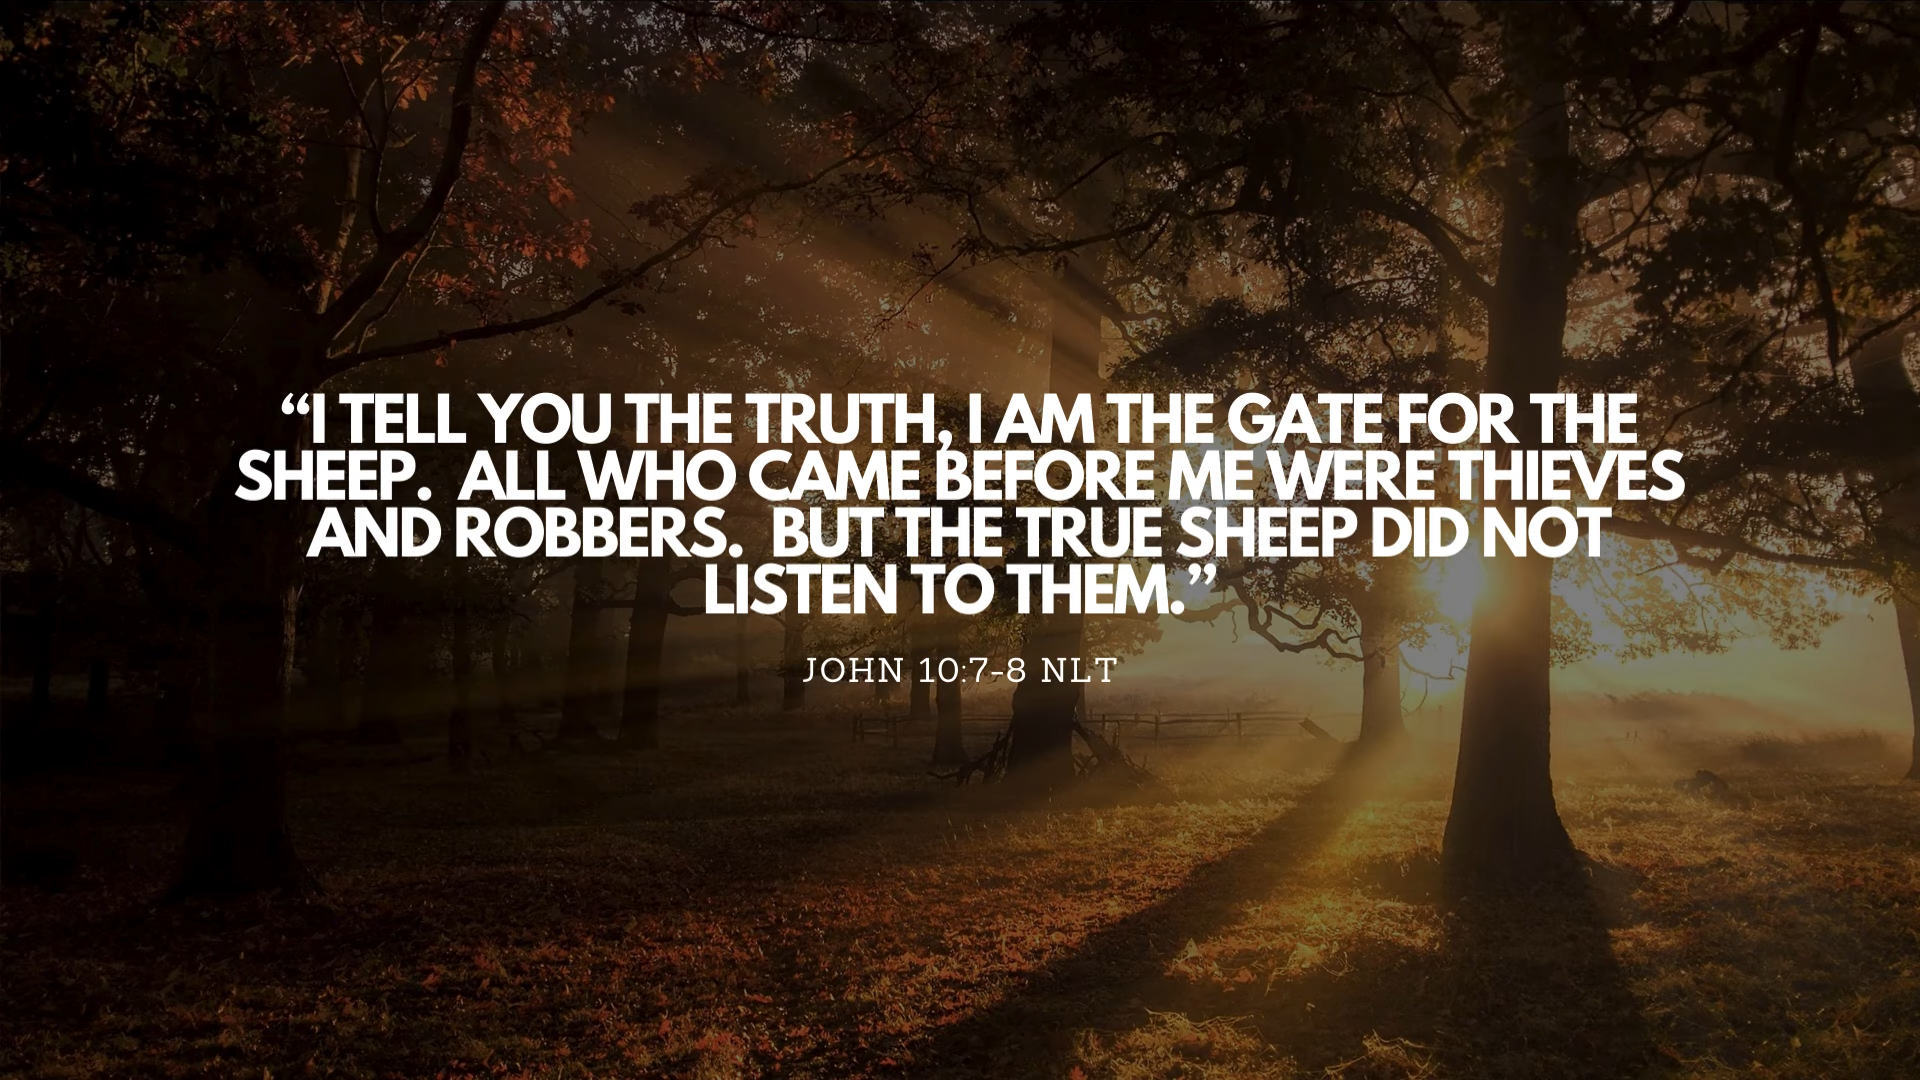 “I TELL YOU THE TRUTH, I AM THE GATE FOR THE
SHEEP.  ALL WHO CAME BEFORE ME WERE THIEVES
AND ROBBERS.  BUT THE TRUE SHEEP DID NOT
LISTEN TO THEM.”
JOHN 10:7-8 NLT